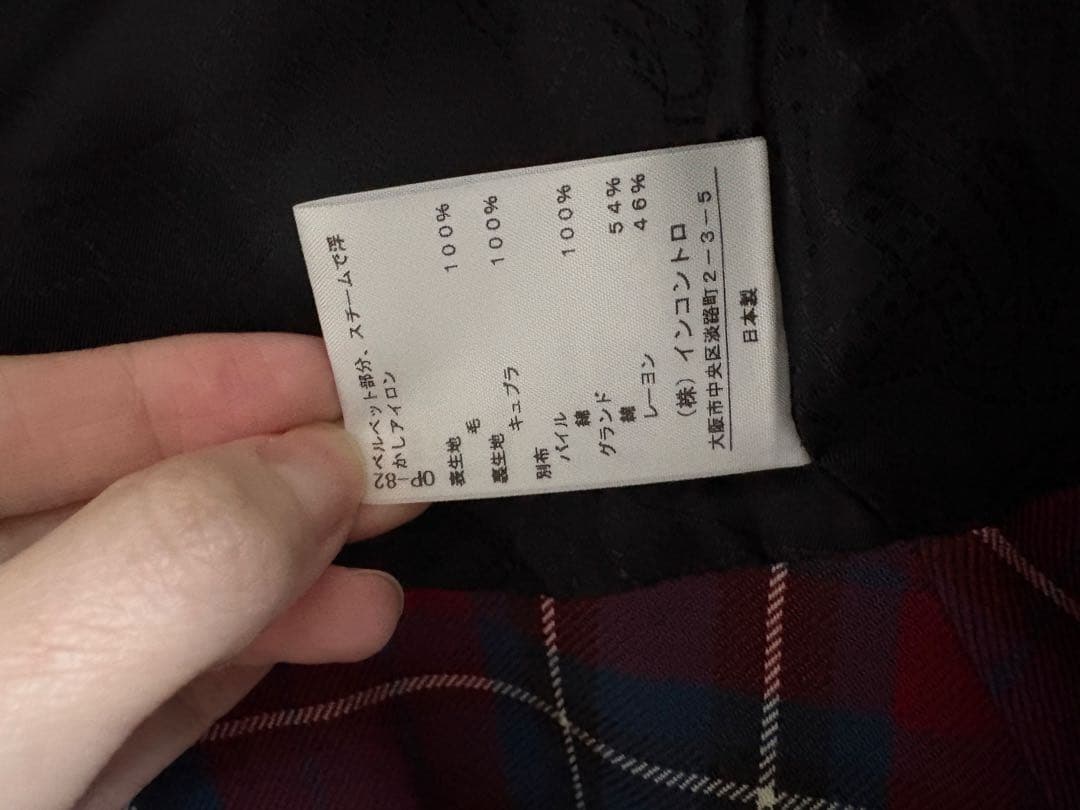 ベルベット部分、スチームで浮
かしアイロン
表生地
毛 100%
裏生地
キュプラ 100%
別布
パイル
綿 100%
グランド
綿 54%
レーヨン 46%
(株)インコントロ
大阪市中央区淡路町2-3-5
日本製